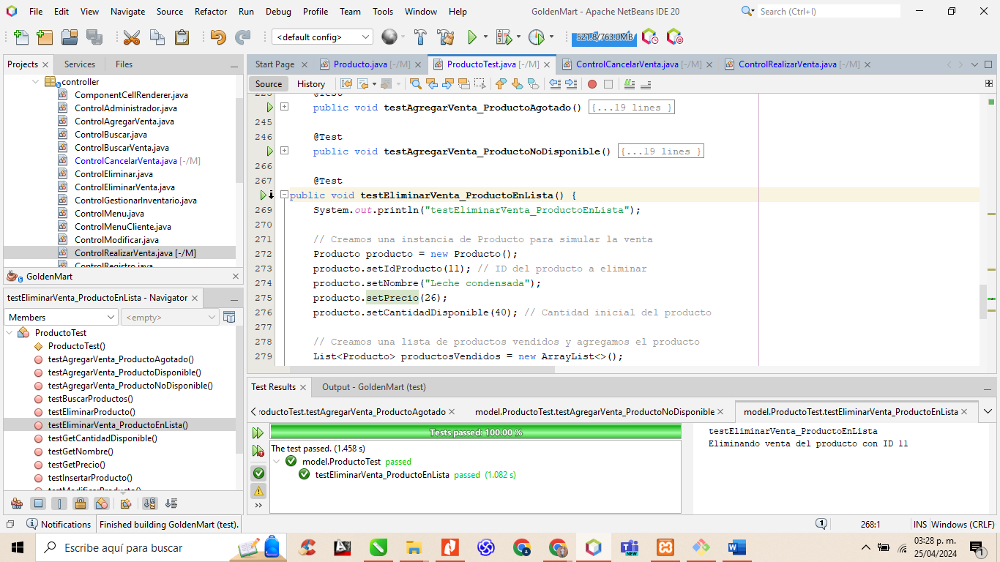 GoldenMart - Apache NetBeans IDE 20
File Edit View Navigate Source Refactor Run Debug Profile Team Tools Window Help
Search (Ctrl+I)
<default config>
521.8/763.0MB
Projects Services Files
controller
ComponentCellRenderer.java
ControlAdministrador.java
ControlAgregarVenta.java
ControlBuscar.java
ControlBuscarVenta.java
ControlCancelarVenta.java [-/M]
ControlEliminar.java
ControlEliminarVenta.java
ControlGestionarInventario.java
ControlMenu.java
ControlMenuCliente.java
ControlModificar.java
ControlRealizarVenta.java [-/M]
ControlRegistro.java
GoldenMart
testEliminarVenta_ProductoEnLista - Navigator
Members <empty>
ProductoTest
ProductoTest()
testAgregarVenta_ProductoAgotado()
testAgregarVenta_ProductoDisponible()
testAgregarVenta_ProductoNoDisponible()
testBuscarProductos()
testEliminarProducto()
testEliminarVenta_ProductoEnLista()
testGetCantidadDisponible()
testGetNombre()
testGetPrecio()
testInsertarProducto()
testModificarProducto()
Start Page Producto.java [-/M] ProductoTest.java [-/M] ControlCancelarVenta.java [-/M] ControlRealizarVenta.java [-/M]
Source History
@Test
public void testAgregarVenta_ProductoAgotado() {...19 lines }
245
246 @Test
public void testAgregarVenta_ProductoNoDisponible() {...19 lines }
266
267 @Test
public void testEliminarVenta_ProductoEnLista() {
269 System.out.println("testEliminarVenta_ProductoEnLista");
270
271 // Creamos una instancia de Producto para simular la venta
272 Producto producto = new Producto();
273 producto.setIdProducto(11); // ID del producto a eliminar
274 producto.setNombre("Leche condensada");
275 producto.setPrecio(26);
276 producto.setCantidadDisponible(40); // Cantidad inicial del producto
277
278 // Creamos una lista de productos vendidos y agregamos el producto
279 List<Producto> productosVendidos = new ArrayList<>();
Test Results Output - GoldenMart (test)
roductoTest.testAgregarVenta_ProductoAgotado model.ProductoTest.testAgregarVenta_ProductoNoDisponible model.ProductoTest.testEliminarVenta_ProductoEnLista
Tests passed: 100.00 %
The test passed. (1.458 s)
model.ProductoTest passed
testEliminarVenta_ProductoEnLista passed (1.082 s)
testEliminarVenta_ProductoEnLista
Eliminando venta del producto con ID 11
Notifications Finished building GoldenMart (test). 1 268:1 INS Windows (CRLF)
Escribe aquí para buscar
NEW
03:28 p. m.
25/04/2024
1